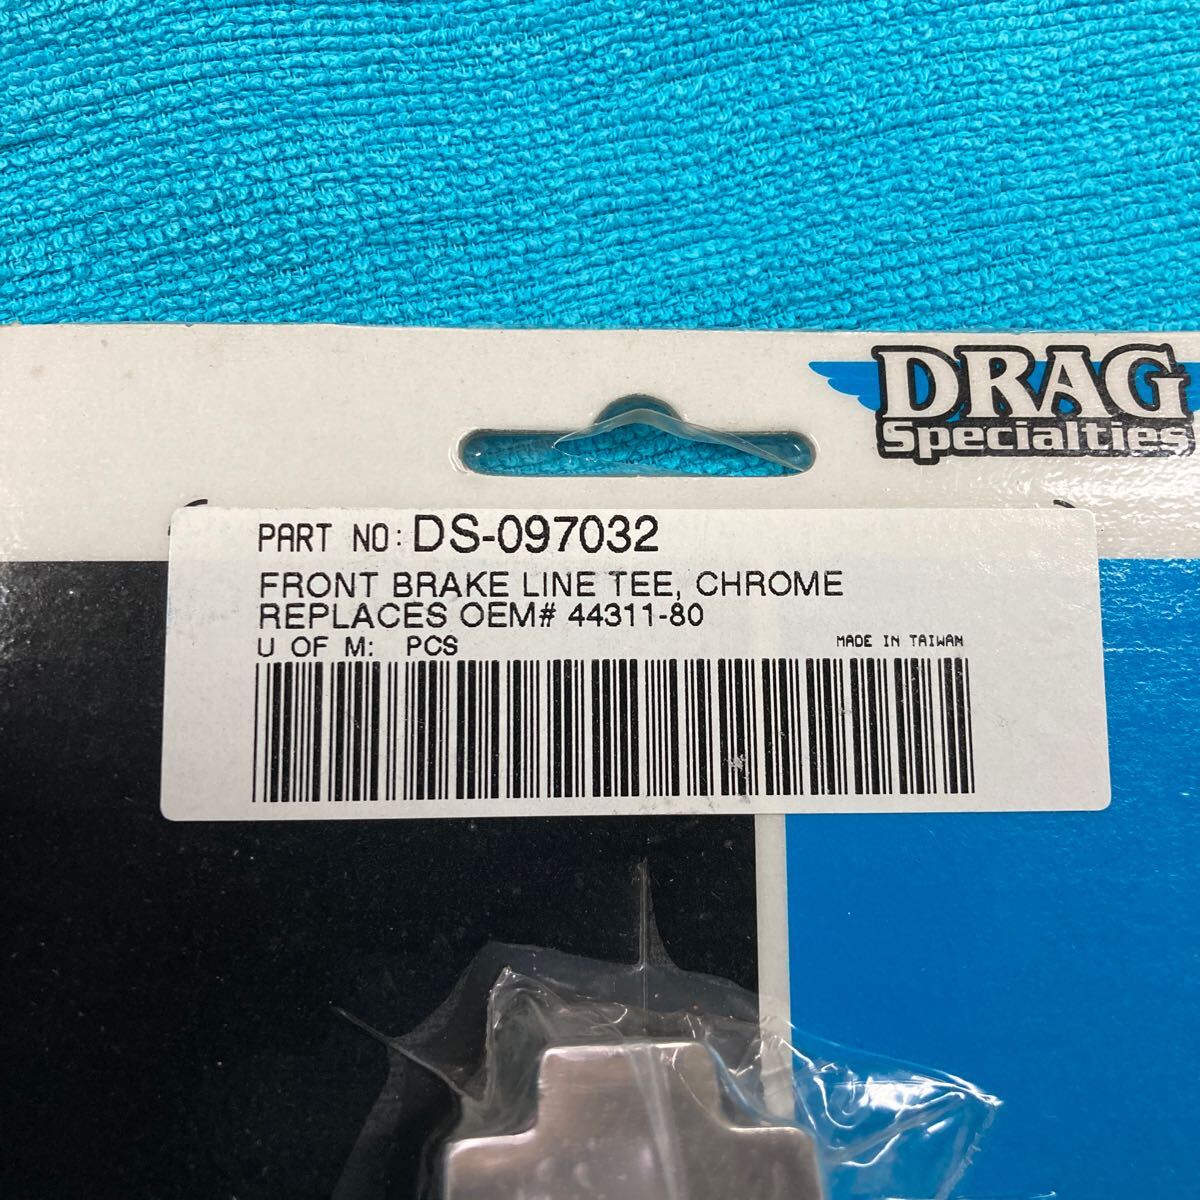 DRAG
Specialties
PART NO: DS-097032
FRONT BRAKE LINE TEE, CHROME
REPLACES OEM# 44311-80
U OF M: PCS MADE IN TAIWAN